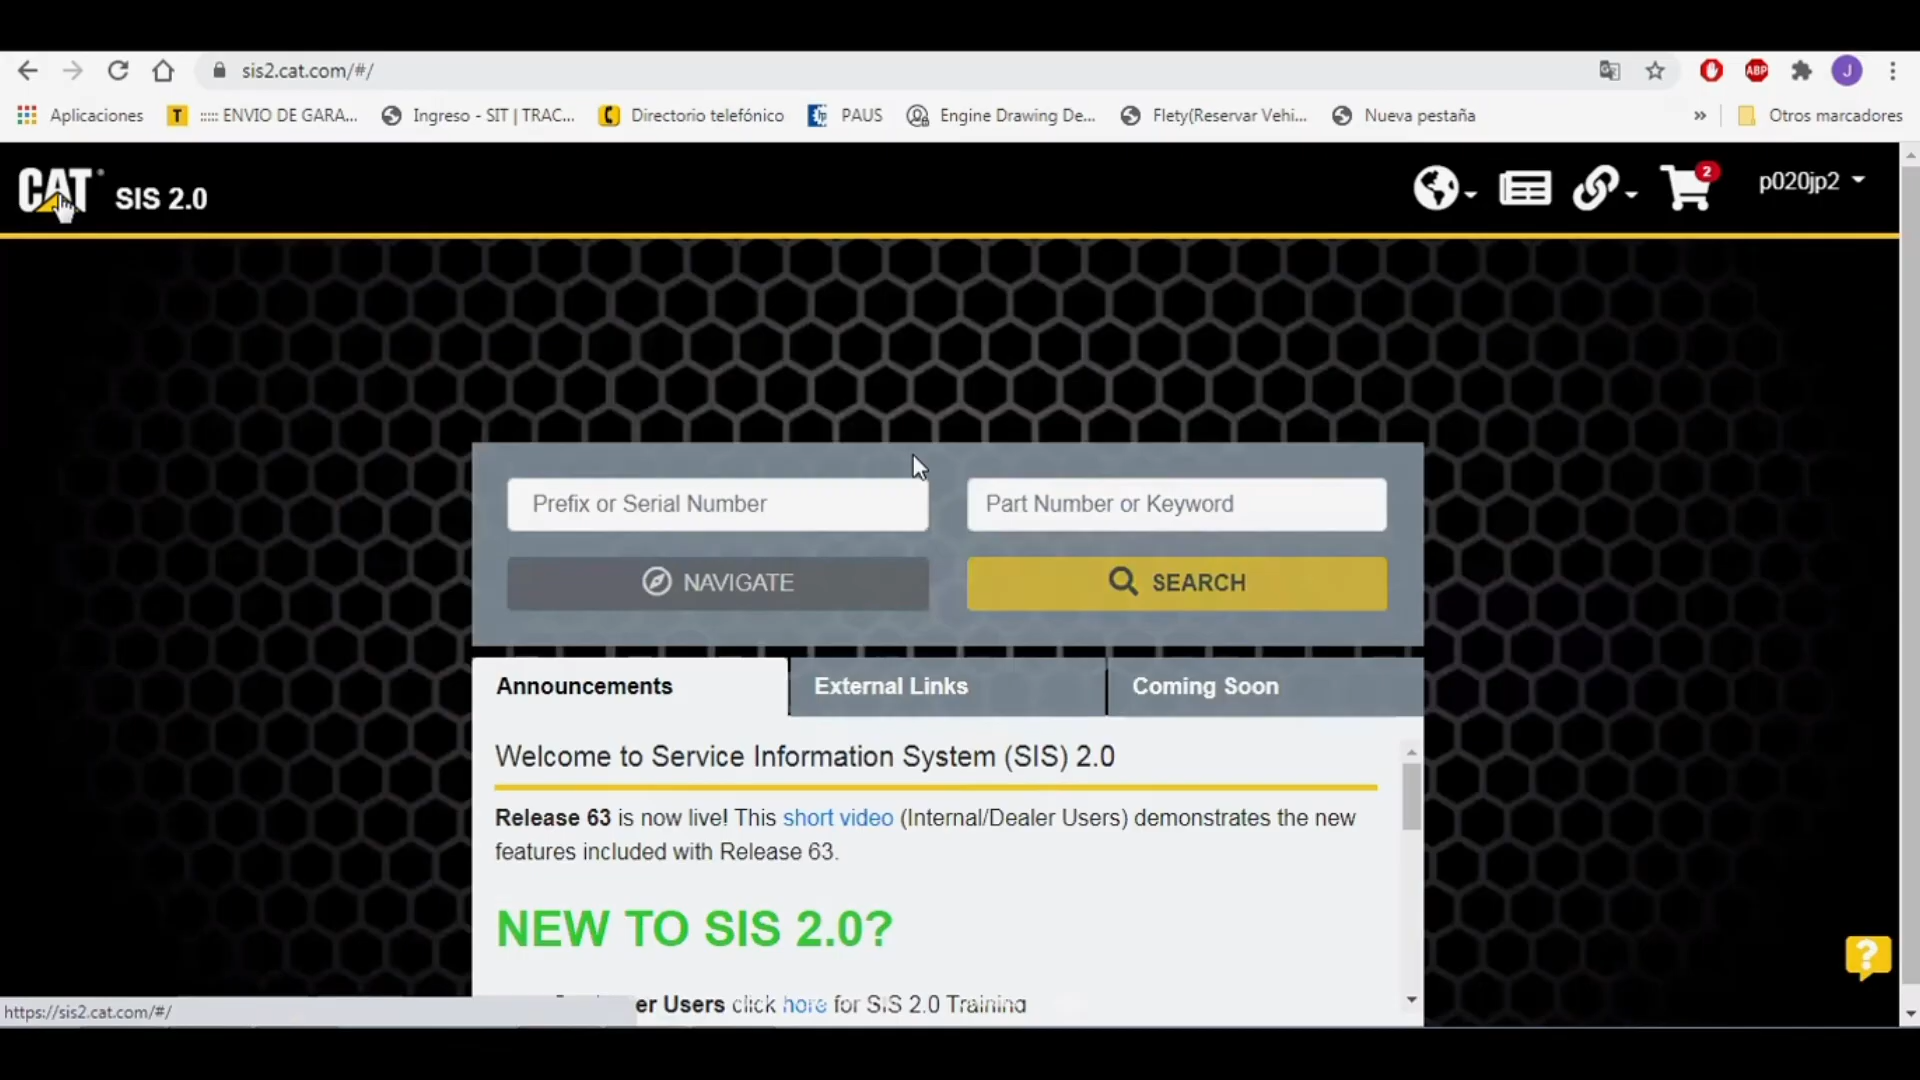 sis2.cat.com/#/
ABP
J
Aplicaciones
T
::::: ENVIO DE GARA...
Ingreso - SIT | TRAC...
Directorio telefónico
PAUS
Engine Drawing De...
Flety(Reservar Vehi...
Nueva pestaña
»
Otros marcadores
CAT
SIS 2.0
2
p020jp2
Prefix or Serial Number
Part Number or Keyword
NAVIGATE
SEARCH
Announcements
External Links
Coming Soon
Welcome to Service Information System (SIS) 2.0
Release 63 is now live! This short video (Internal/Dealer Users) demonstrates the new
features included with Release 63.
NEW TO SIS 2.0?
er Users click here for SIS 2.0 Training
?
https://sis2.cat.com/#/